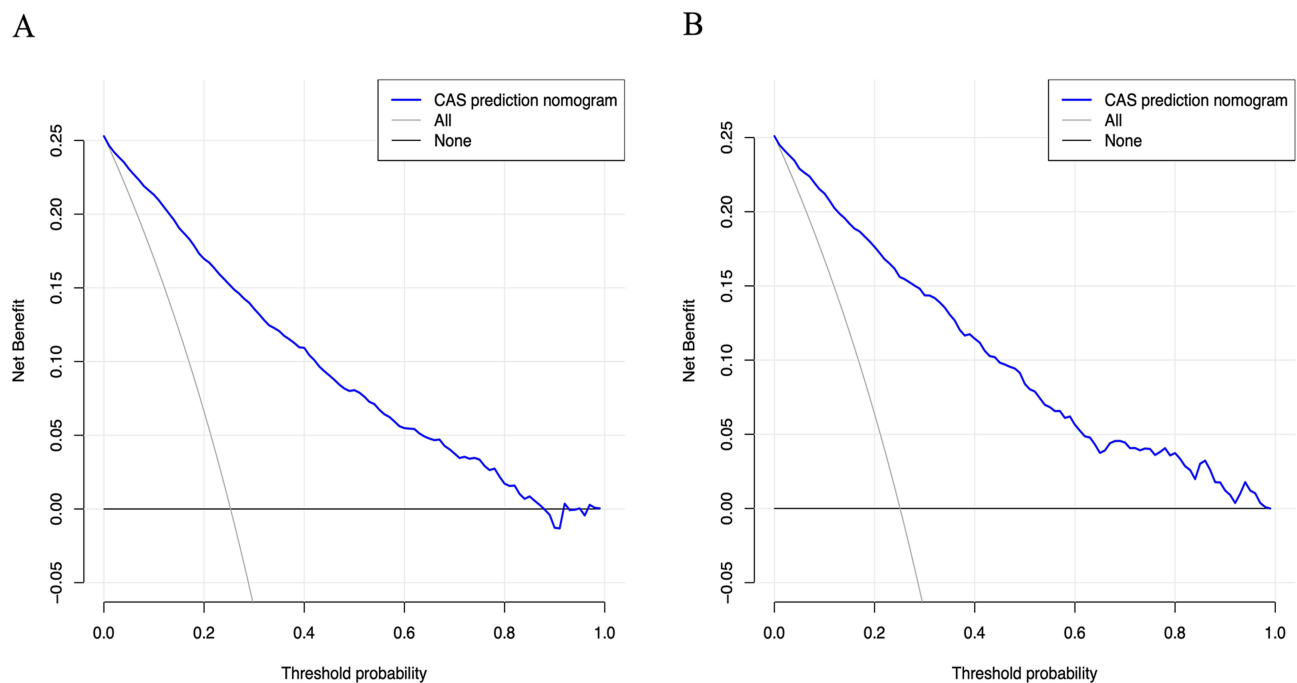 A
CAS prediction nomogram
All
None
Net Benefit
0.25
0.20
0.15
0.10
0.05
0.00
−0.05
0.0 0.2 0.4 0.6 0.8 1.0
Threshold probability
B
CAS prediction nomogram
All
None
Net Benefit
0.25
0.20
0.15
0.10
0.05
0.00
−0.05
0.0 0.2 0.4 0.6 0.8 1.0
Threshold probability